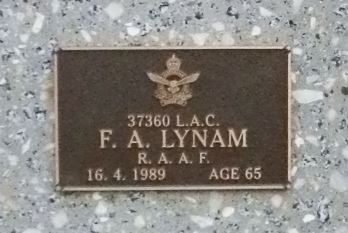 37360 L.A.C.
F. A. LYNAM
R. A. A. F.
16. 4. 1989 AGE 65